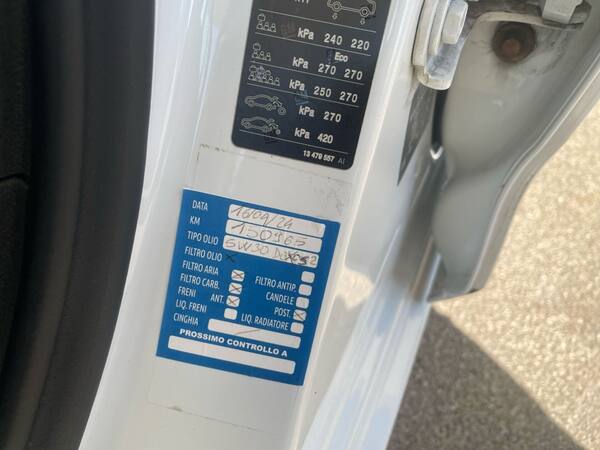 kPa 240 220
Eco
kPa 270 270
kPa 250 270
kPa 270
kPa 420
13 479 557 AI
DATA 16/09/24
KM 150965
TIPO OLIO 5W30
FILTRO OLIO X
FILTRO ARIA X FILTRO ANTIP.
FILTRO CARB. X CANDELE
FRENI ANT. X POST. X
LIQ. FRENI LIQ. RADIATORE
CINGHIA
PROSSIMO CONTROLLO A